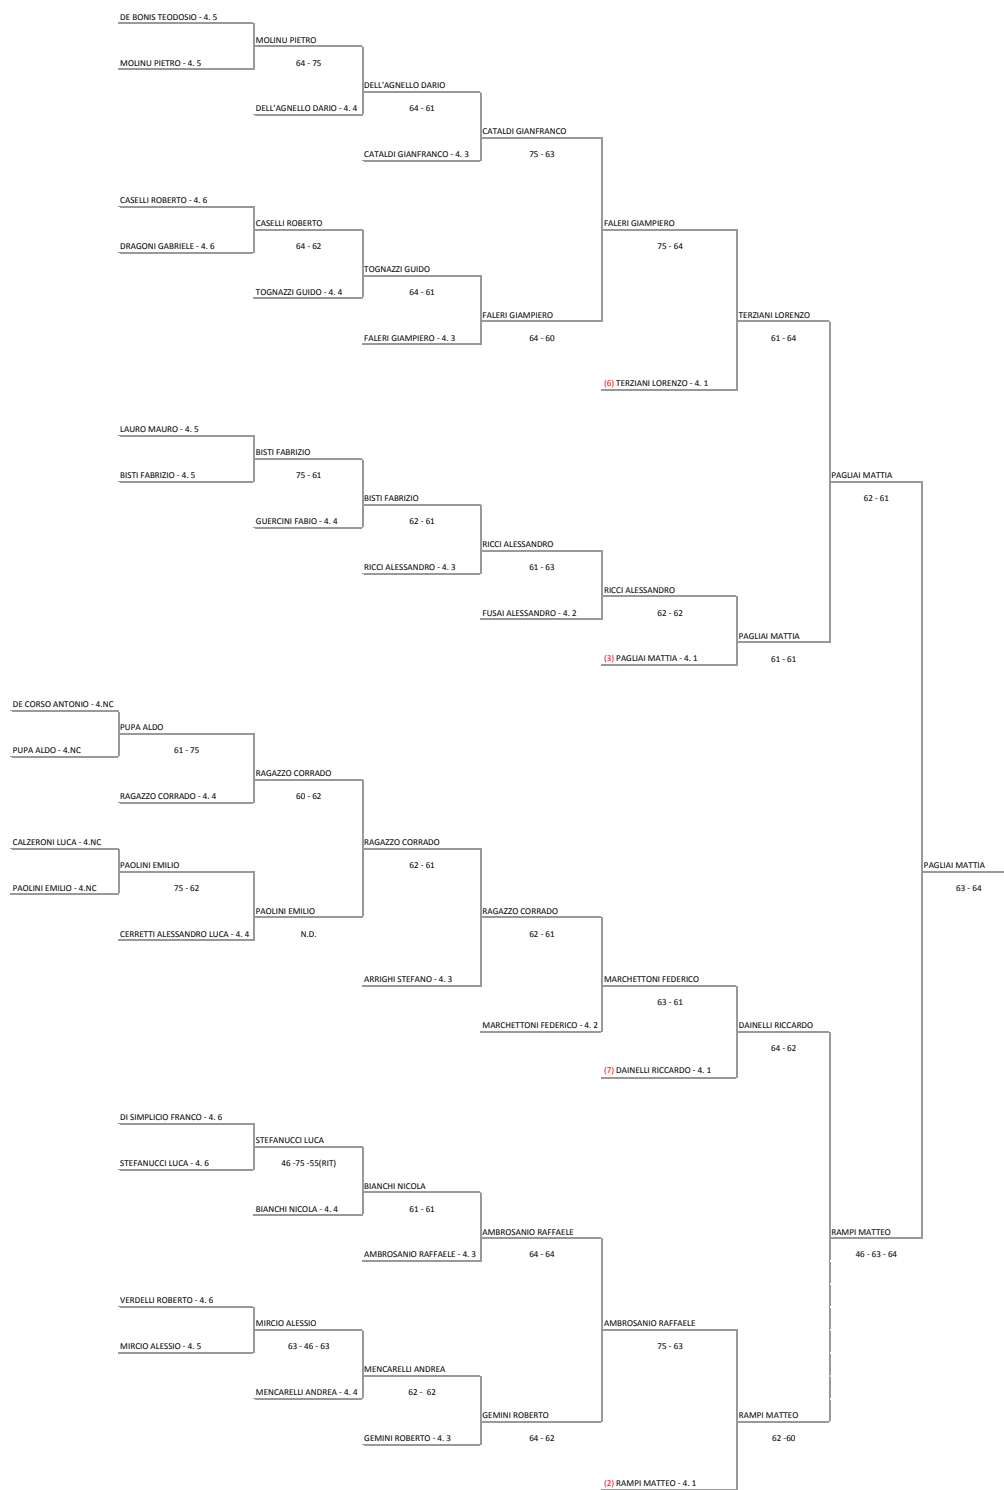 DE BONIS TEODOSIO - 4. 5
MOLINU PIETRO
MOLINU PIETRO - 4. 5
64 - 75
DELL'AGNELLO DARIO
DELL'AGNELLO DARIO - 4. 4
64 - 61
CATALDI GIANFRANCO
CATALDI GIANFRANCO - 4. 3
75 - 63
CASELLI ROBERTO - 4. 6
CASELLI ROBERTO
FALERI GIAMPIERO
DRAGONI GABRIELE - 4. 6
64 - 62
75 - 64
TOGNAZZI GUIDO
TOGNAZZI GUIDO - 4. 4
64 - 61
FALERI GIAMPIERO
TERZIANI LORENZO
FALERI GIAMPIERO - 4. 3
64 - 60
61 - 64
(6) TERZIANI LORENZO - 4. 1
LAURO MAURO - 4. 5
BISTI FABRIZIO
BISTI FABRIZIO - 4. 5
75 - 61
PAGLIAI MATTIA
BISTI FABRIZIO
62 - 61
GUERCINI FABIO - 4. 4
62 - 61
RICCI ALESSANDRO
RICCI ALESSANDRO - 4. 3
61 - 63
RICCI ALESSANDRO
FUSAI ALESSANDRO - 4. 2
62 - 62
PAGLIAI MATTIA
(3) PAGLIAI MATTIA - 4. 1
61 - 61
DE CORSO ANTONIO - 4.NC
PUPA ALDO
PUPA ALDO - 4.NC
61 - 75
RAGAZZO CORRADO
RAGAZZO CORRADO - 4. 4
60 - 62
CALZERONI LUCA - 4.NC
RAGAZZO CORRADO
PAOLINI EMILIO
62 - 61
PAGLIAI MATTIA
PAOLINI EMILIO - 4.NC
75 - 62
63 - 64
PAOLINI EMILIO
RAGAZZO CORRADO
CERRETTI ALESSANDRO LUCA - 4. 4
N.D.
62 - 61
ARRIGHI STEFANO - 4. 3
MARCHETTONI FEDERICO
63 - 61
MARCHETTONI FEDERICO - 4. 2
DAINELLI RICCARDO
64 - 62
(7) DAINELLI RICCARDO - 4. 1
DI SIMPLICIO FRANCO - 4. 6
STEFANUCCI LUCA
STEFANUCCI LUCA - 4. 6
46 -75 -55(RIT)
BIANCHI NICOLA
BIANCHI NICOLA - 4. 4
61 - 61
AMBROSANIO RAFFAELE
RAMPI MATTEO
AMBROSANIO RAFFAELE - 4. 3
64 - 64
46 - 63 - 64
VERDELLI ROBERTO - 4. 6
MIRCIO ALESSIO
AMBROSANIO RAFFAELE
MIRCIO ALESSIO - 4. 5
63 - 46 - 63
75 - 63
MENCARELLI ANDREA
MENCARELLI ANDREA - 4. 4
62 - 62
GEMINI ROBERTO
RAMPI MATTEO
GEMINI ROBERTO - 4. 3
64 - 62
62 -60
(2) RAMPI MATTEO - 4. 1